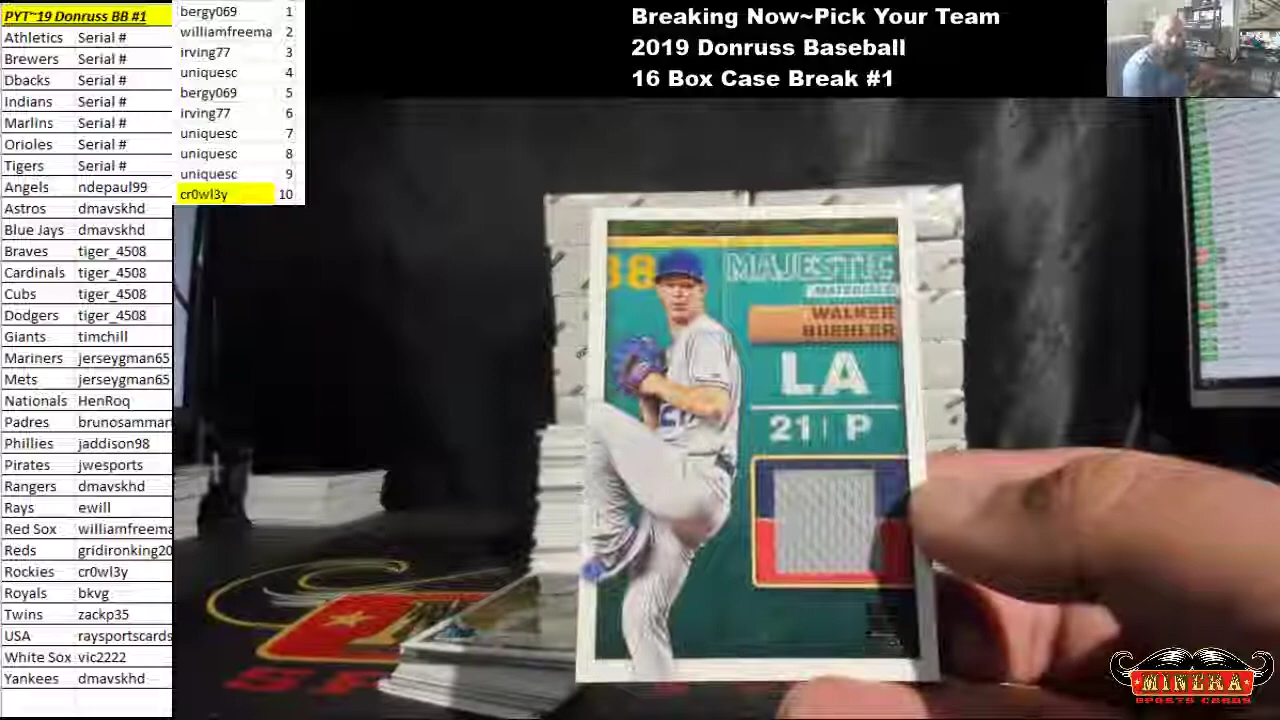 PYT~19 Donruss BB #1
Athletics Serial #
Brewers Serial #
Dbacks Serial #
Indians Serial #
Marlins Serial #
Orioles Serial #
Tigers Serial #
Angels ndepaul99
Astros dmavskhd
Blue Jays dmavskhd
Braves tiger_4508
Cardinals tiger_4508
Cubs tiger_4508
Dodgers tiger_4508
Giants timchill
Mariners jerseygman65
Mets jerseygman65
Nationals HenRoq
Padres brunosammar
Phillies jaddison98
Pirates jwesports
Rangers dmavskhd
Rays ewill
Red Sox williamfreema
Reds gridironking20
Rockies cr0wl3y
Royals bkvg
Twins zackp35
USA raysportscards
White Sox vic2222
Yankees dmavskhd
bergy069 1
williamfreema 2
irving77 3
uniquesc 4
bergy069 5
irving77 6
uniquesc 7
uniquesc 8
uniquesc 9
cr0wl3y 10
Breaking Now~Pick Your Team
2019 Donruss Baseball
16 Box Case Break #1
88
MAJESTIC
MATERIALS
WALKER
BUEHLER
LA
21 P
MINERA
SPORTS CARDS